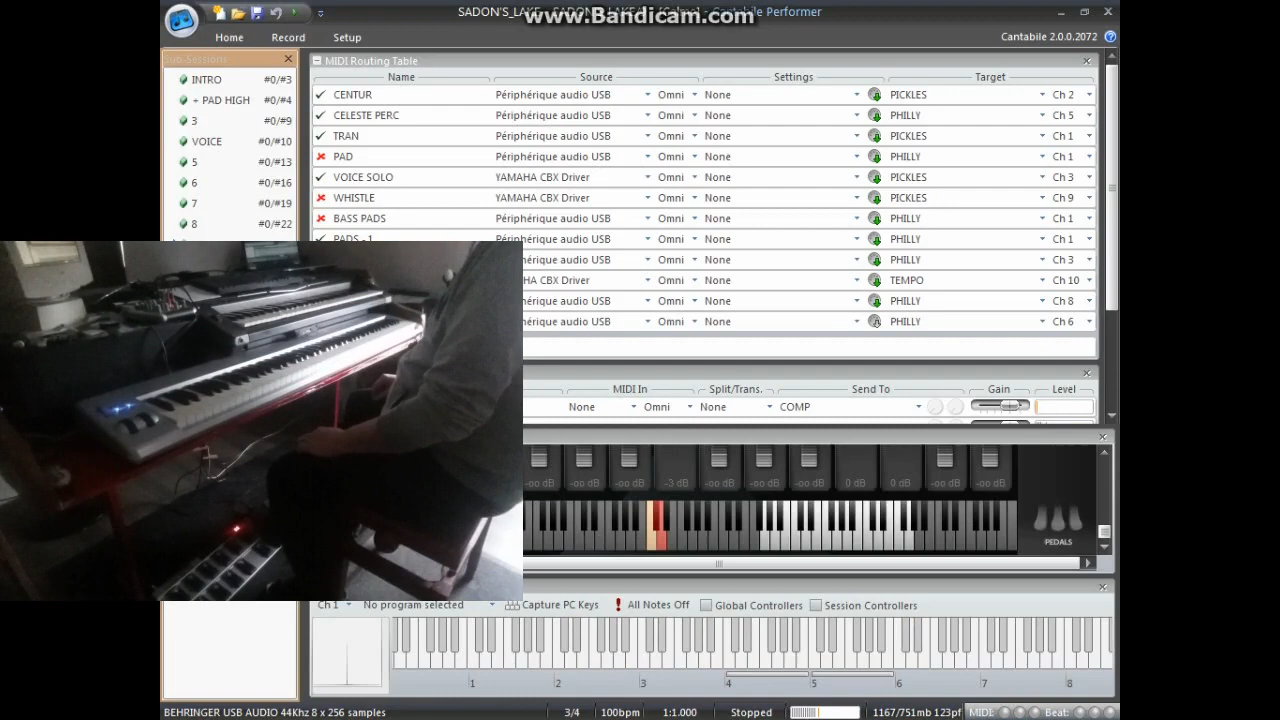 SADON'S_LAKE
Cantabile Performer
www.Bandicam.com
Home Record Setup
Cantabile 2.0.0.2072
Sub-Sessions
INTRO #0/#3
+ PAD HIGH #0/#4
3 #0/#9
VOICE #0/#10
5 #0/#13
6 #0/#16
7 #0/#19
8 #0/#22
MIDI Routing Table
Name Source Settings Target
CENTUR Périphérique audio USB Omni None PICKLES Ch 2
CELESTE PERC Périphérique audio USB Omni None PHILLY Ch 5
TRAN Périphérique audio USB Omni None PICKLES Ch 1
PAD Périphérique audio USB Omni None PHILLY Ch 1
VOICE SOLO YAMAHA CBX Driver Omni None PICKLES Ch 3
WHISTLE YAMAHA CBX Driver Omni None PICKLES Ch 9
BASS PADS Périphérique audio USB Omni None PHILLY Ch 1
PADS - 1 Périphérique audio USB Omni None PHILLY Ch 1
hérique audio USB Omni None PHILLY Ch 3
HA CBX Driver Omni None TEMPO Ch 10
hérique audio USB Omni None PHILLY Ch 8
hérique audio USB Omni None PHILLY Ch 6
MIDI In Split/Trans. Send To Gain Level
None Omni None COMP
-oo dB -oo dB -oo dB -3 dB -oo dB -oo dB -oo dB 0 dB 0 dB -oo dB -oo dB
PEDALS
Ch 1 No program selected Capture PC Keys All Notes Off Global Controllers Session Controllers
1 2 3 4 5 6 7 8
BEHRINGER USB AUDIO 44Khz 8 x 256 samples 3/4 100bpm 1:1.000 Stopped 1167/751mb 123pf MIDI: Beat: